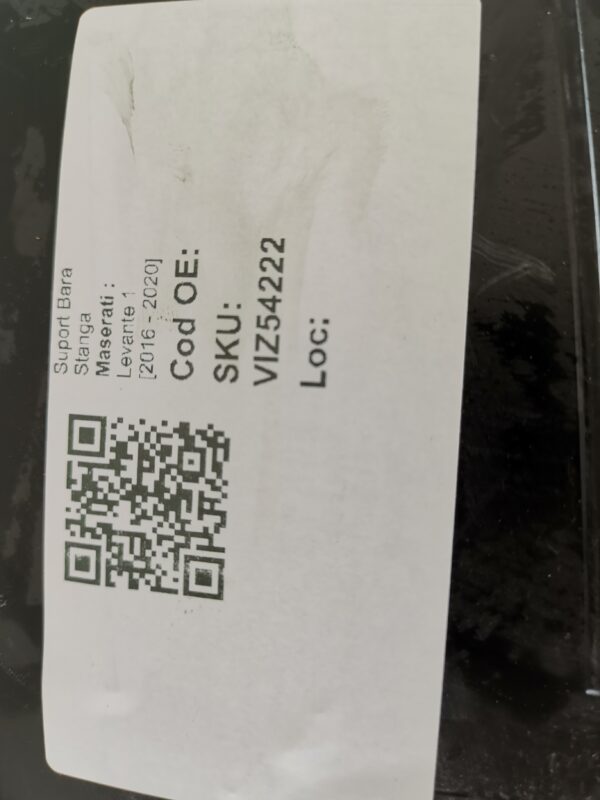 Suport Bara
Stanga
Maserati :
Levante 1
[2016 - 2020]
Cod OE:
SKU:
VIZ54222
Loc: